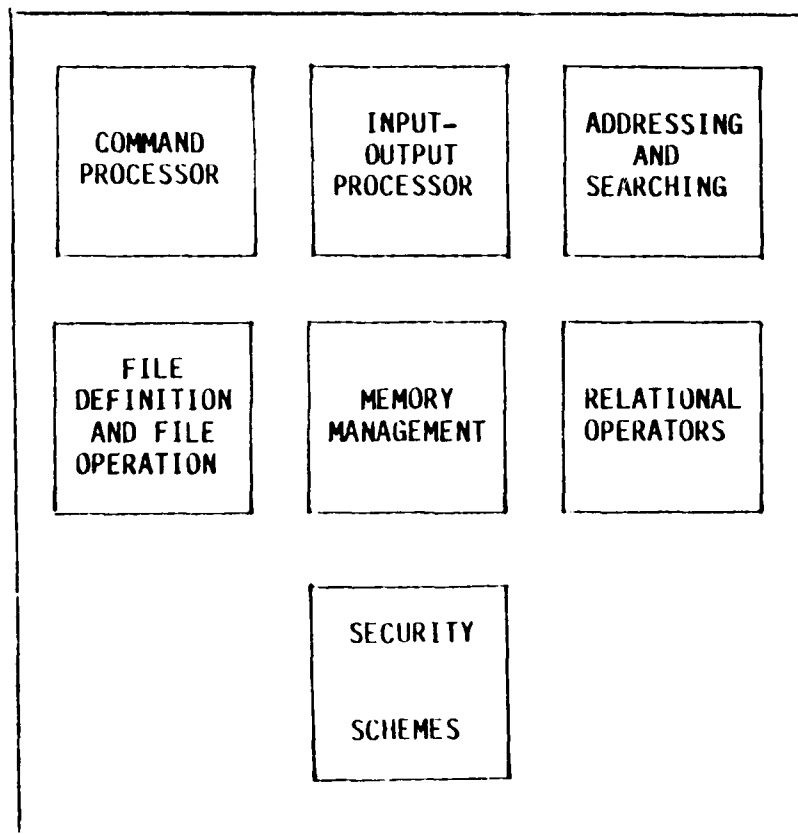 COMMAND
PROCESSOR
INPUT-
OUTPUT
PROCESSOR
ADDRESSING
AND
SEARCHING
FILE
DEFINITION
AND FILE
OPERATION
MEMORY
MANAGEMENT
RELATIONAL
OPERATORS
SECURITY
SCHEMES